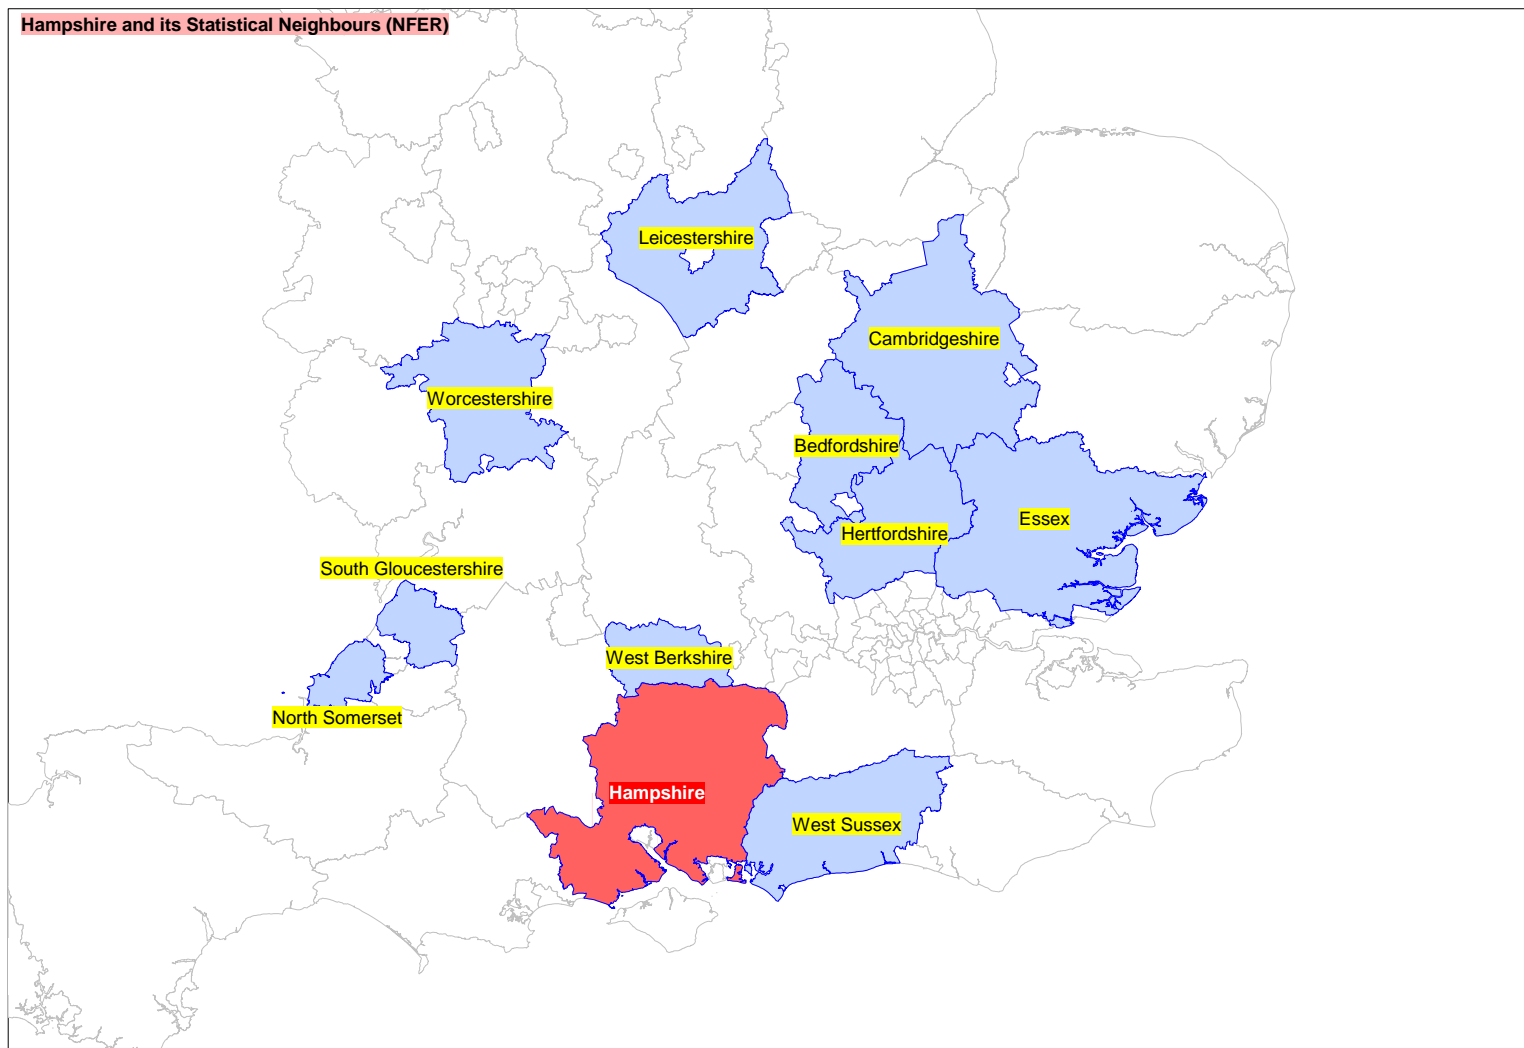 Hampshire and its Statistical Neighbours (NFER)
Leicestershire
Cambridgeshire
Worcestershire
Bedfordshire
Essex
Hertfordshire
South Gloucestershire
West Berkshire
North Somerset
Hampshire
West Sussex